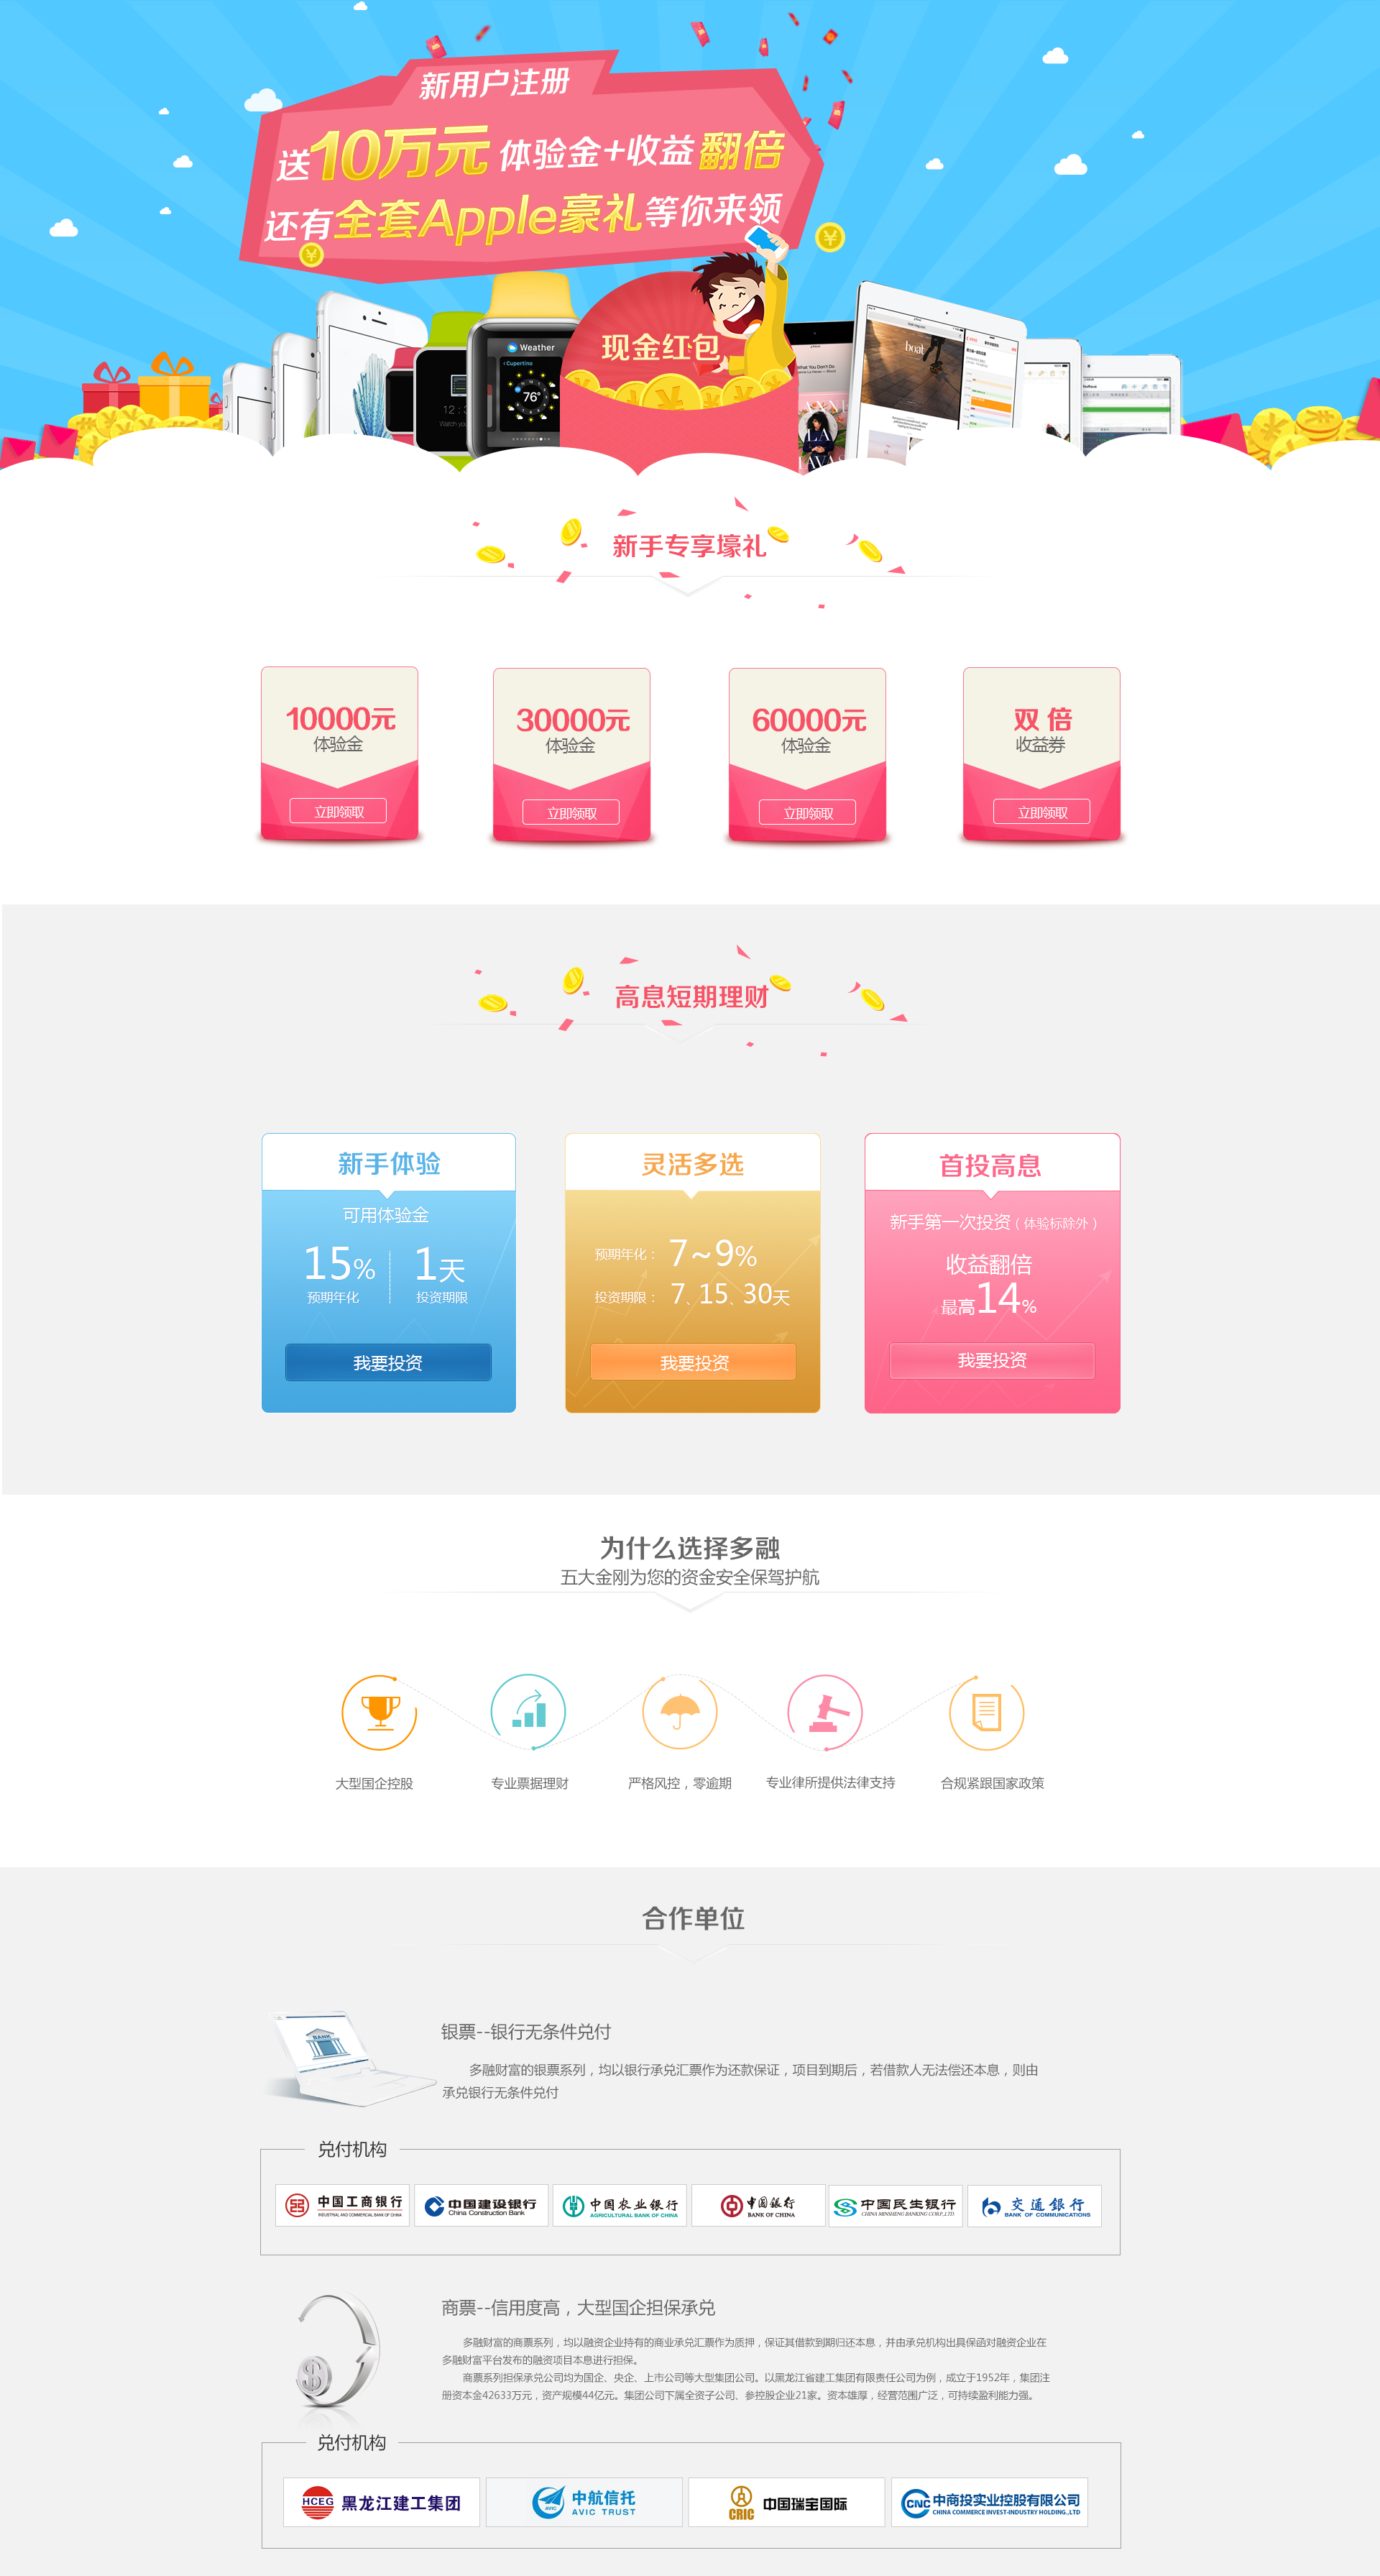 新用户注册
送10万元体验金+收益翻倍
还有全套Apple豪礼等你来领
现金红包
Weather
Cupertino
76°
新手专享壕礼
10000元
体验金
立即领取
30000元
体验金
立即领取
60000元
体验金
立即领取
双倍
收益券
立即领取
高息短期理财
新手体验
可用体验金
15% 1天
预期年化 投资期限
我要投资
灵活多选
预期年化： 7~9%
投资期限： 7、15、30天
我要投资
首投高息
新手第一次投资（体验标除外）
收益翻倍
最高14%
我要投资
为什么选择多融
五大金刚为您的资金安全保驾护航
大型国企控股
专业票据理财
严格风控，零逾期
专业律所提供法律支持
合规紧跟国家政策
合作单位
BANK
银票--银行无条件兑付
多融财富的银票系列，均以银行承兑汇票作为还款保证，项目到期后，若借款人无法偿还本息，则由
承兑银行无条件兑付
兑付机构
中国工商银行
INDUSTRIAL AND COMMERCIAL BANK OF CHINA
中国建设银行
China Construction Bank
中国农业银行
AGRICULTURAL BANK OF CHINA
中国银行
BANK OF CHINA
中国民生银行
CHINA MINSHENG BANKING CORP.,LTD.
交通银行
BANK OF COMMUNICATIONS
商票--信用度高，大型国企担保承兑
多融财富的商票系列，均以融资企业持有的商业承兑汇票作为质押，保证其借款到期归还本息，并由承兑机构出具保函对融资企业在
多融财富平台发布的融资项目本息进行担保。
商票系列担保承兑公司均为国企、央企、上市公司等大型集团公司。以黑龙江省建工集团有限责任公司为例，成立于1952年，集团注
册资本金42633万元，资产规模44亿元。集团公司下属全资子公司、参控股企业21家。资本雄厚，经营范围广泛，可持续盈利能力强。
兑付机构
HCEG 黑龙江建工集团
AVIC 中航信托
AVIC TRUST
CRIC 中国瑞宝国际
CNC 中商投实业控股有限公司
CHINA COMMERCE INVEST-INDUSTRY HOLDING.,LTD